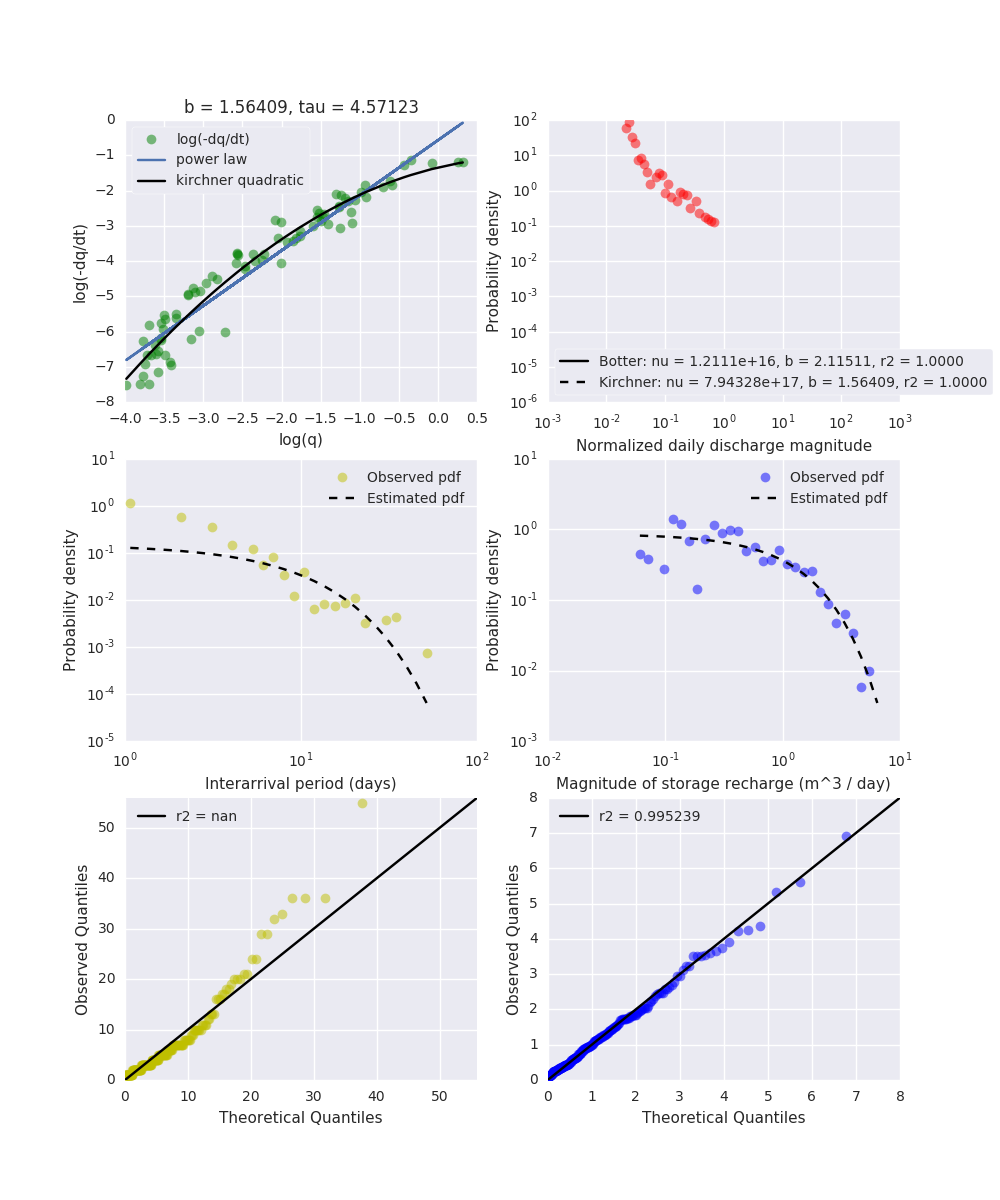 b = 1.56409, tau = 4.57123
0
−1
−2
−3
−4
−5
−6
−7
−8
log(-dq/dt)
log(-dq/dt)
power law
kirchner quadratic
−4.0 −3.5 −3.0 −2.5 −2.0 −1.5 −1.0 −0.5 0.0 0.5
log(q)
10^2
10^1
10^0
10^-1
10^-2
10^-3
10^-4
10^-5
10^-6
Probability density
Botter: nu = 1.2111e+16, b = 2.11511, r2 = 1.0000
Kirchner: nu = 7.94328e+17, b = 1.56409, r2 = 1.0000
10^-3 10^-2 10^-1 10^0 10^1 10^2 10^3
Normalized daily discharge magnitude
10^1
10^0
10^-1
10^-2
10^-3
10^-4
10^-5
Probability density
Observed pdf
Estimated pdf
10^0 10^1 10^2
Interarrival period (days)
10^1
10^0
10^-1
10^-2
10^-3
Probability density
Observed pdf
Estimated pdf
10^-2 10^-1 10^0 10^1
Magnitude of storage recharge (m^3 / day)
50
40
30
20
10
0
Observed Quantiles
r2 = nan
0 10 20 30 40 50
Theoretical Quantiles
8
7
6
5
4
3
2
1
0
Observed Quantiles
r2 = 0.995239
0 1 2 3 4 5 6 7 8
Theoretical Quantiles